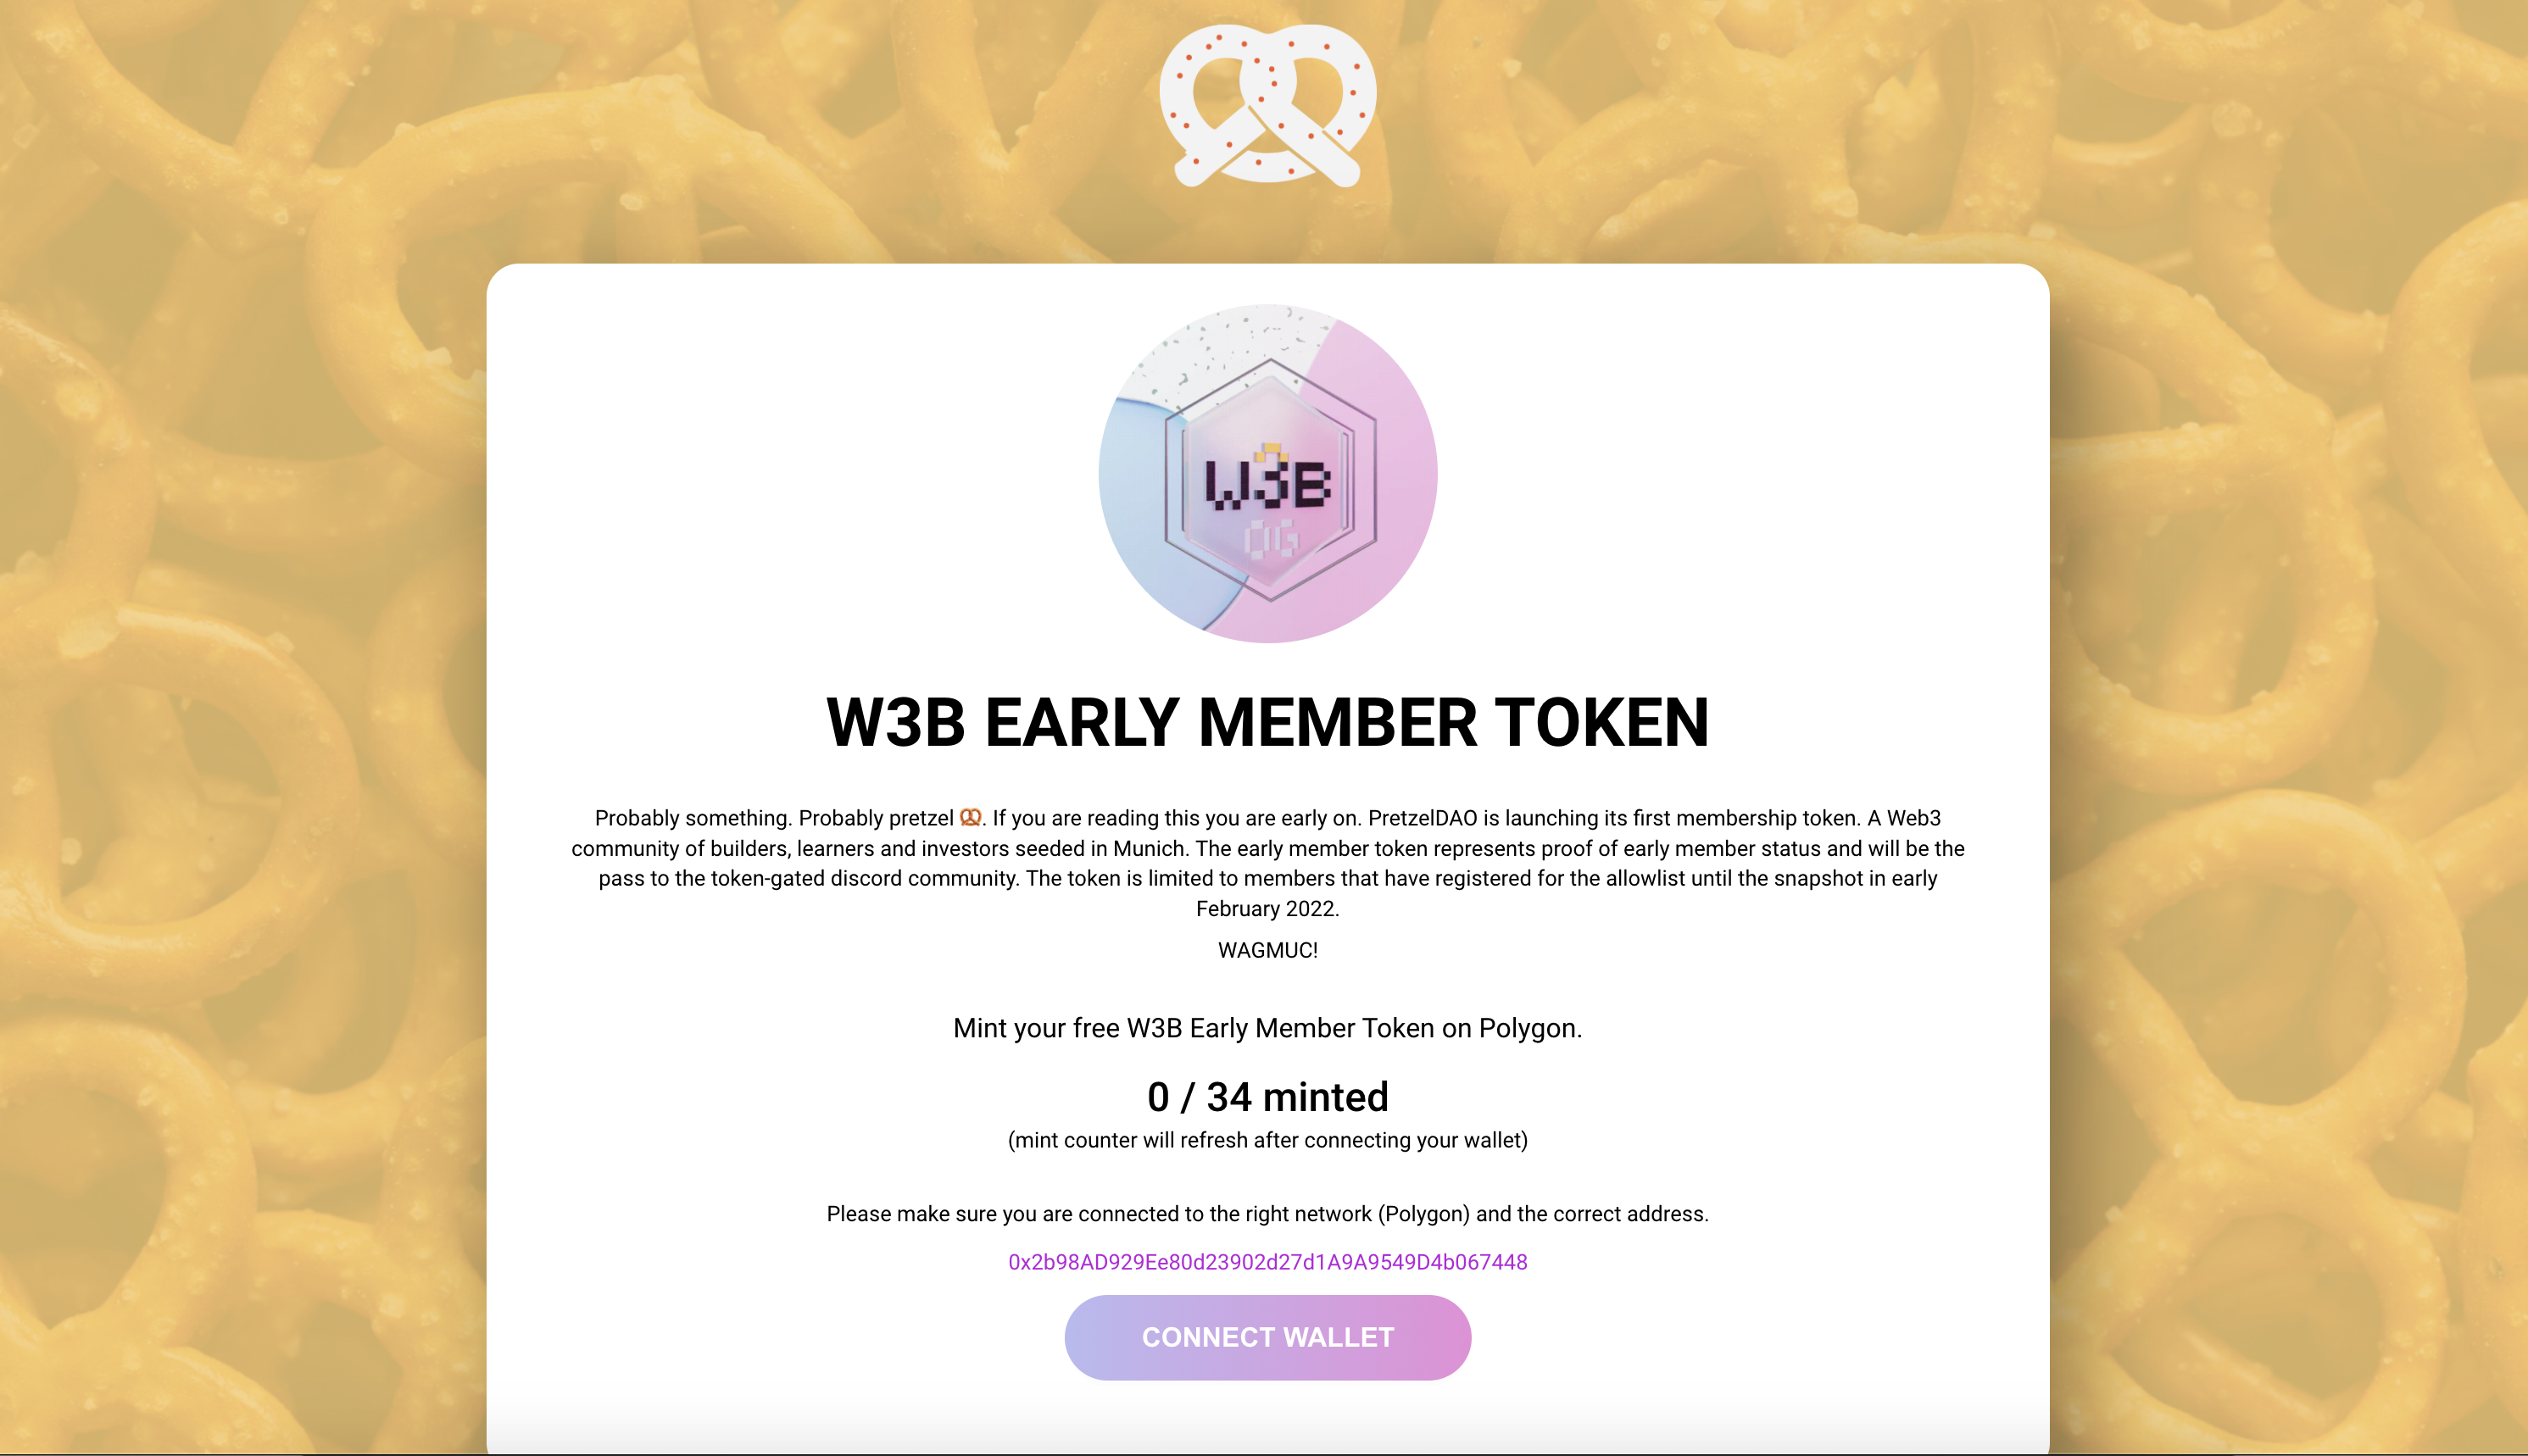 W3B
OG
W3B EARLY MEMBER TOKEN
Probably something. Probably pretzel 🥨. If you are reading this you are early on. PretzelDAO is launching its first membership token. A Web3
community of builders, learners and investors seeded in Munich. The early member token represents proof of early member status and will be the
pass to the token-gated discord community. The token is limited to members that have registered for the allowlist until the snapshot in early
February 2022.
WAGMUC!
Mint your free W3B Early Member Token on Polygon.
0 / 34 minted
(mint counter will refresh after connecting your wallet)
Please make sure you are connected to the right network (Polygon) and the correct address.
0x2b98AD929Ee80d23902d27d1A9A9549D4b067448
CONNECT WALLET